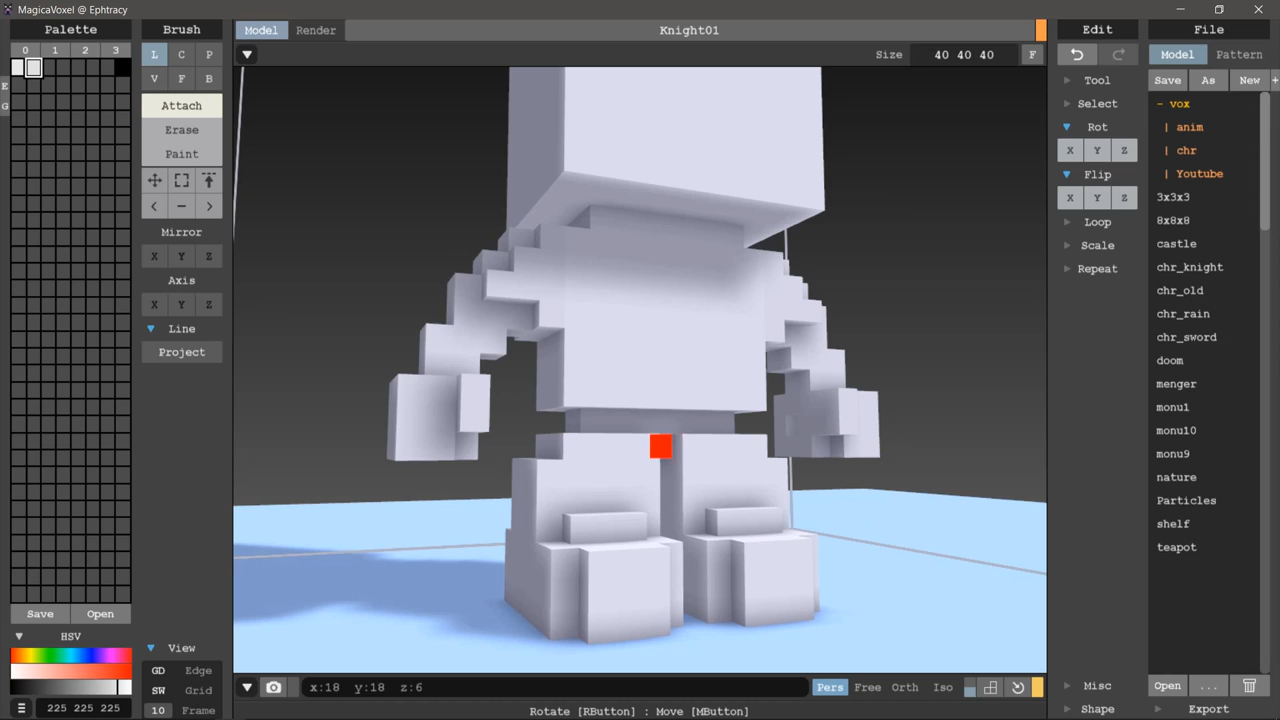 MagicaVoxel @ Ephtracy
Palette
Brush
Model
Render
Knight01
Edit
File
0 1 2 3
L C P
V F B
Size 40 40 40 F
Model Pattern
E
G
Attach
Erase
Paint
Tool
Select
Rot
X Y Z
Flip
X Y Z
Loop
Scale
Repeat
Save As New +
- vox
| anim
| chr
| Youtube
3x3x3
8x8x8
castle
chr_knight
chr_old
chr_rain
chr_sword
doom
menger
monu1
monu10
monu9
nature
Particles
shelf
teapot
Mirror
X Y Z
Axis
X Y Z
Line
Project
Save Open
HSV
225 225 225
View
GD Edge
SW Grid
10 Frame
x:18 y:18 z:6
Pers Free Orth Iso
Misc
Shape
Open ...
Export
Rotate [RButton] : Move [MButton]